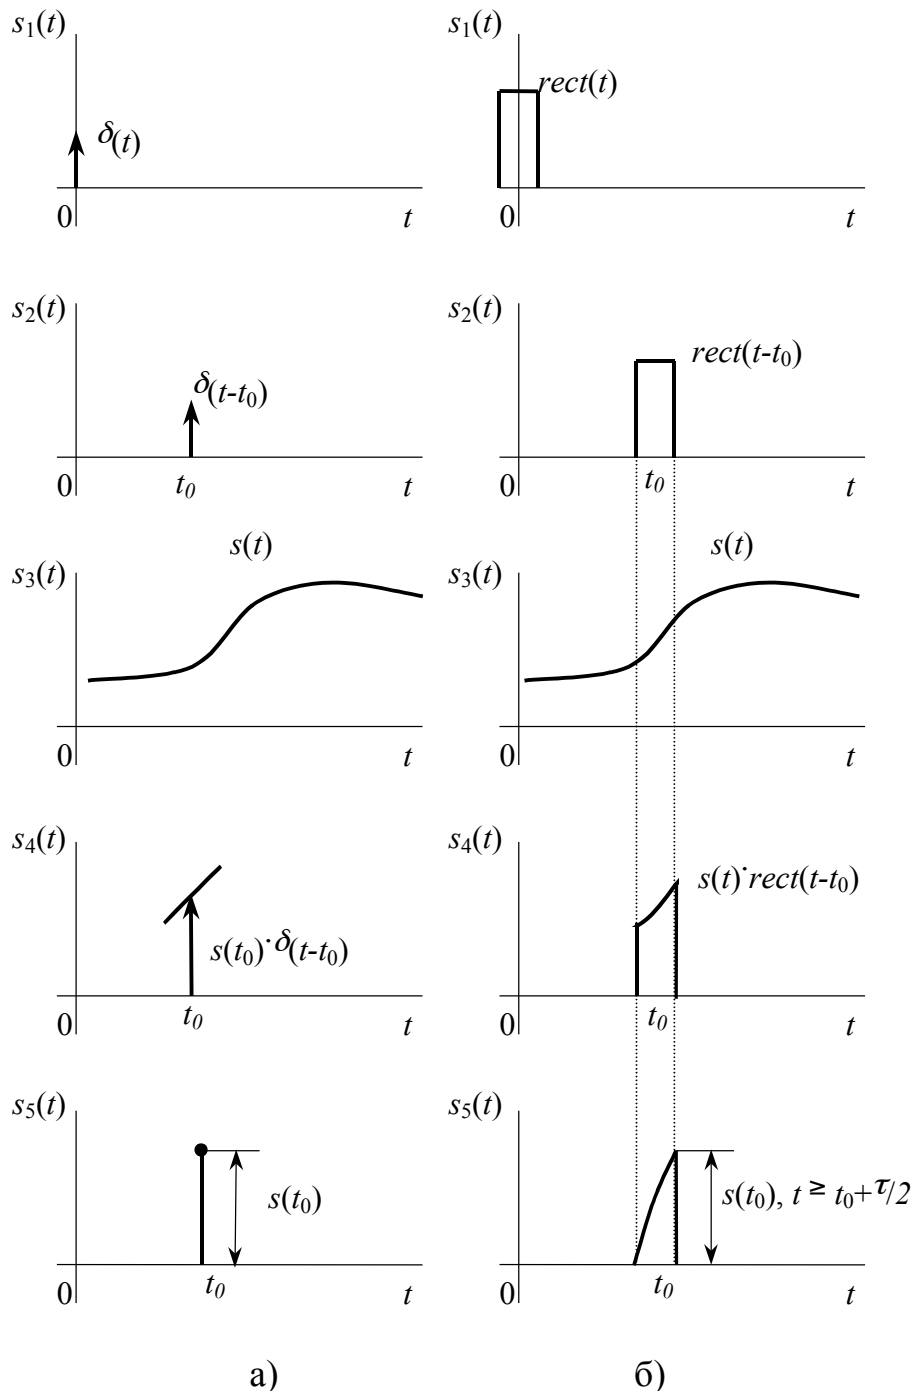 s₁(t)
δ(t)
0
t
s₁(t)
rect(t)
0
t
s₂(t)
δ(t-t₀)
0
t₀
t
s₂(t)
rect(t-t₀)
0
t₀
t
s(t)
s₃(t)
0
t
s(t)
s₃(t)
0
t
s₄(t)
s(t₀)·δ(t-t₀)
0
t₀
t
s₄(t)
s(t)·rect(t-t₀)
0
t₀
t
s₅(t)
s(t₀)
0
t₀
t
s₅(t)
s(t₀), t ≥ t₀+τ/2
0
t₀
t
а)
б)